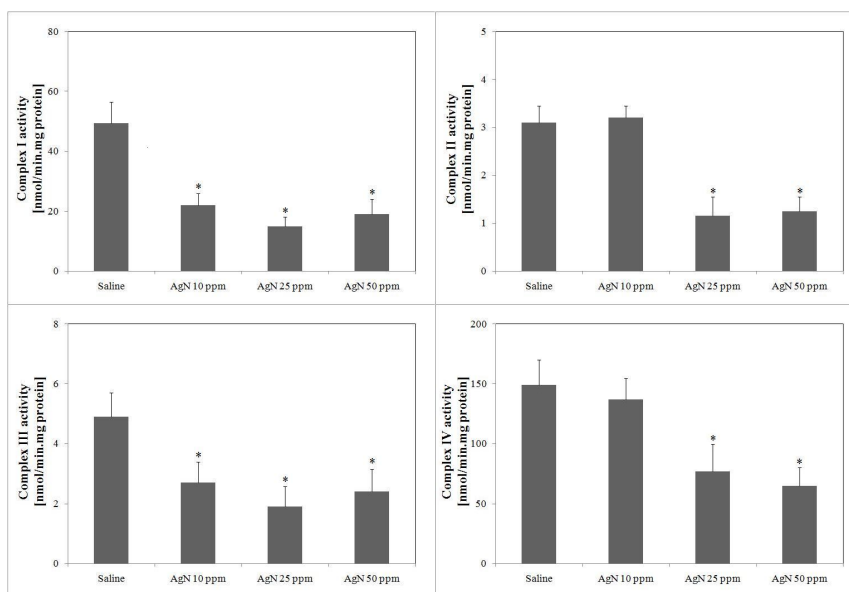 Complex I activity
[nmol/min.mg protein]
80
60
40
20
0
*
*
*
Saline
AgN 10 ppm
AgN 25 ppm
AgN 50 ppm
Complex II activity
[nmol/min.mg protein]
5
4
3
2
1
0
*
*
Saline
AgN 10 ppm
AgN 25 ppm
AgN 50 ppm
Complex III activity
[nmol/min.mg protein]
8
6
4
2
0
*
*
*
Saline
AgN 10 ppm
AgN 25 ppm
AgN 50 ppm
Complex IV activity
[nmol/min.mg protein]
200
150
100
50
0
*
*
Saline
AgN 10 ppm
AgN 25 ppm
AgN 50 ppm